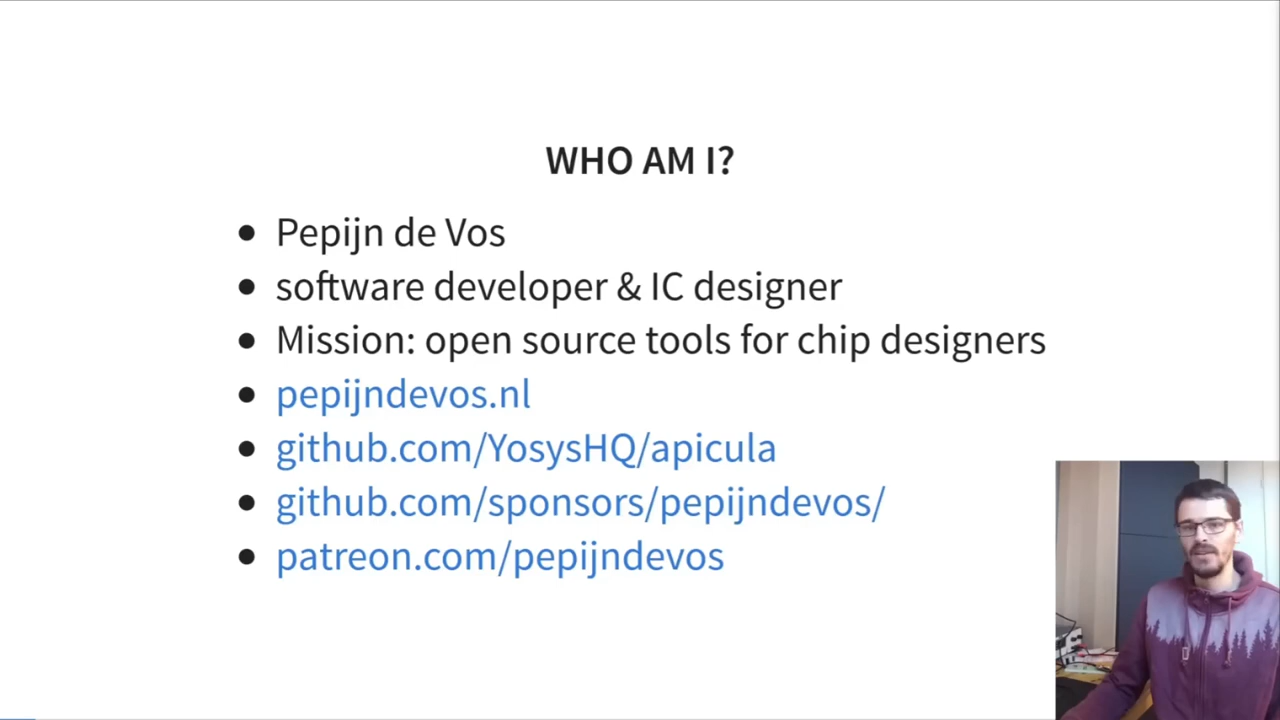 WHO AM I?
Pepijn de Vos
software developer & IC designer
Mission: open source tools for chip designers
pepijndevos.nl
github.com/YosysHQ/apicula
github.com/sponsors/pepijndevos/
patreon.com/pepijndevos